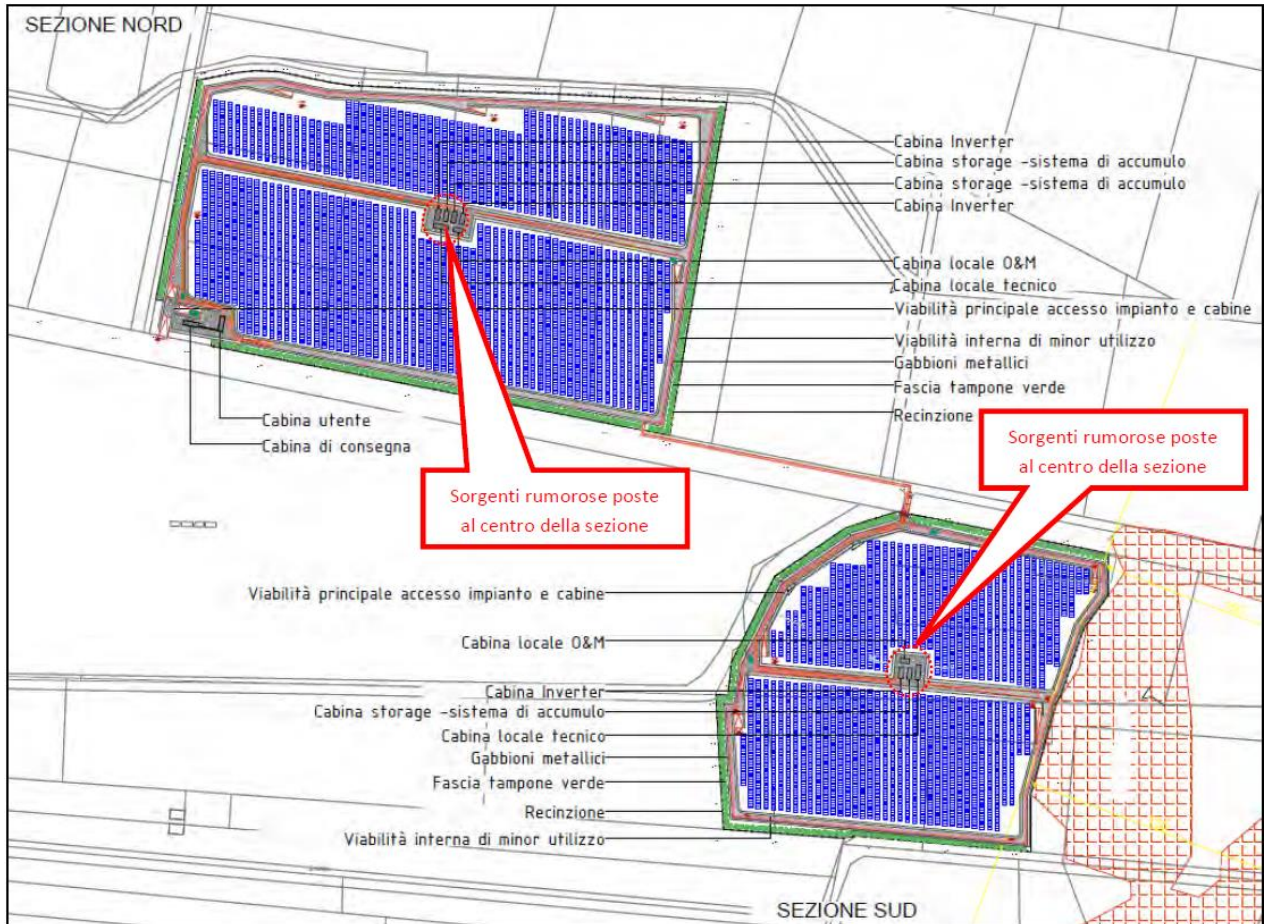 SEZIONE NORD
Cabina Inverter
Cabina storage -sistema di accumulo
Cabina storage -sistema di accumulo
Cabina Inverter
Cabina locale O&M
Cabina locale tecnico
Viabilità principale accesso impianto e cabine
Viabilità interna di minor utilizzo
Gabbioni metallici
Fascia tampone verde
Recinzione
Cabina utente
Cabina di consegna
Sorgenti rumorose poste
al centro della sezione
Sorgenti rumorose poste
al centro della sezione
Viabilità principale accesso impianto e cabine
Cabina locale O&M
Cabina Inverter
Cabina storage -sistema di accumulo
Cabina locale tecnico
Gabbioni metallici
Fascia tampone verde
Recinzione
Viabilità interna di minor utilizzo
SEZIONE SUD